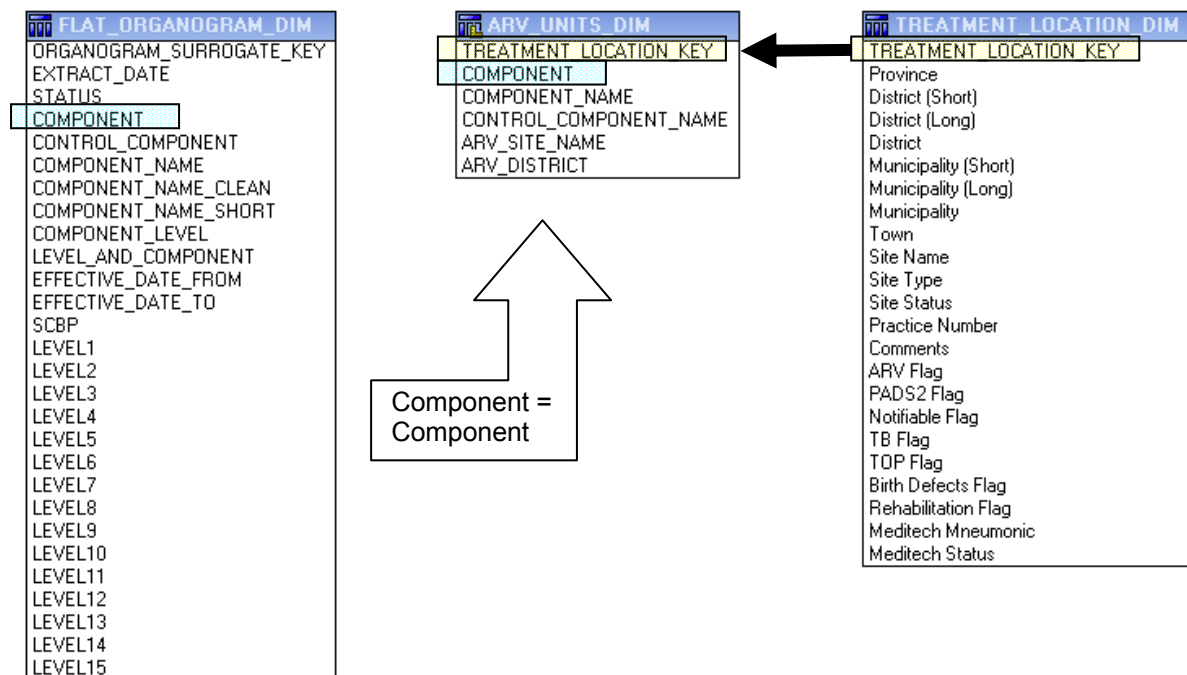 FLAT_ORGANOGRAM_DIM
ORGANOGRAM_SURROGATE_KEY
EXTRACT_DATE
STATUS
COMPONENT
CONTROL_COMPONENT
COMPONENT_NAME
COMPONENT_NAME_CLEAN
COMPONENT_NAME_SHORT
COMPONENT_LEVEL
LEVEL_AND_COMPONENT
EFFECTIVE_DATE_FROM
EFFECTIVE_DATE_TO
SCBP
LEVEL1
LEVEL2
LEVEL3
LEVEL4
LEVEL5
LEVEL6
LEVEL7
LEVEL8
LEVEL9
LEVEL10
LEVEL11
LEVEL12
LEVEL13
LEVEL14
LEVEL15
ARV_UNITS_DIM
TREATMENT_LOCATION_KEY
COMPONENT
COMPONENT_NAME
CONTROL_COMPONENT_NAME
ARV_SITE_NAME
ARV_DISTRICT
Component =
Component
TREATMENT_LOCATION_DIM
TREATMENT_LOCATION_KEY
Province
District (Short)
District (Long)
District
Municipality (Short)
Municipality (Long)
Municipality
Town
Site Name
Site Type
Site Status
Practice Number
Comments
ARV Flag
PADS2 Flag
Notifiable Flag
TB Flag
TOP Flag
Birth Defects Flag
Rehabilitation Flag
Meditech Mneumonic
Meditech Status